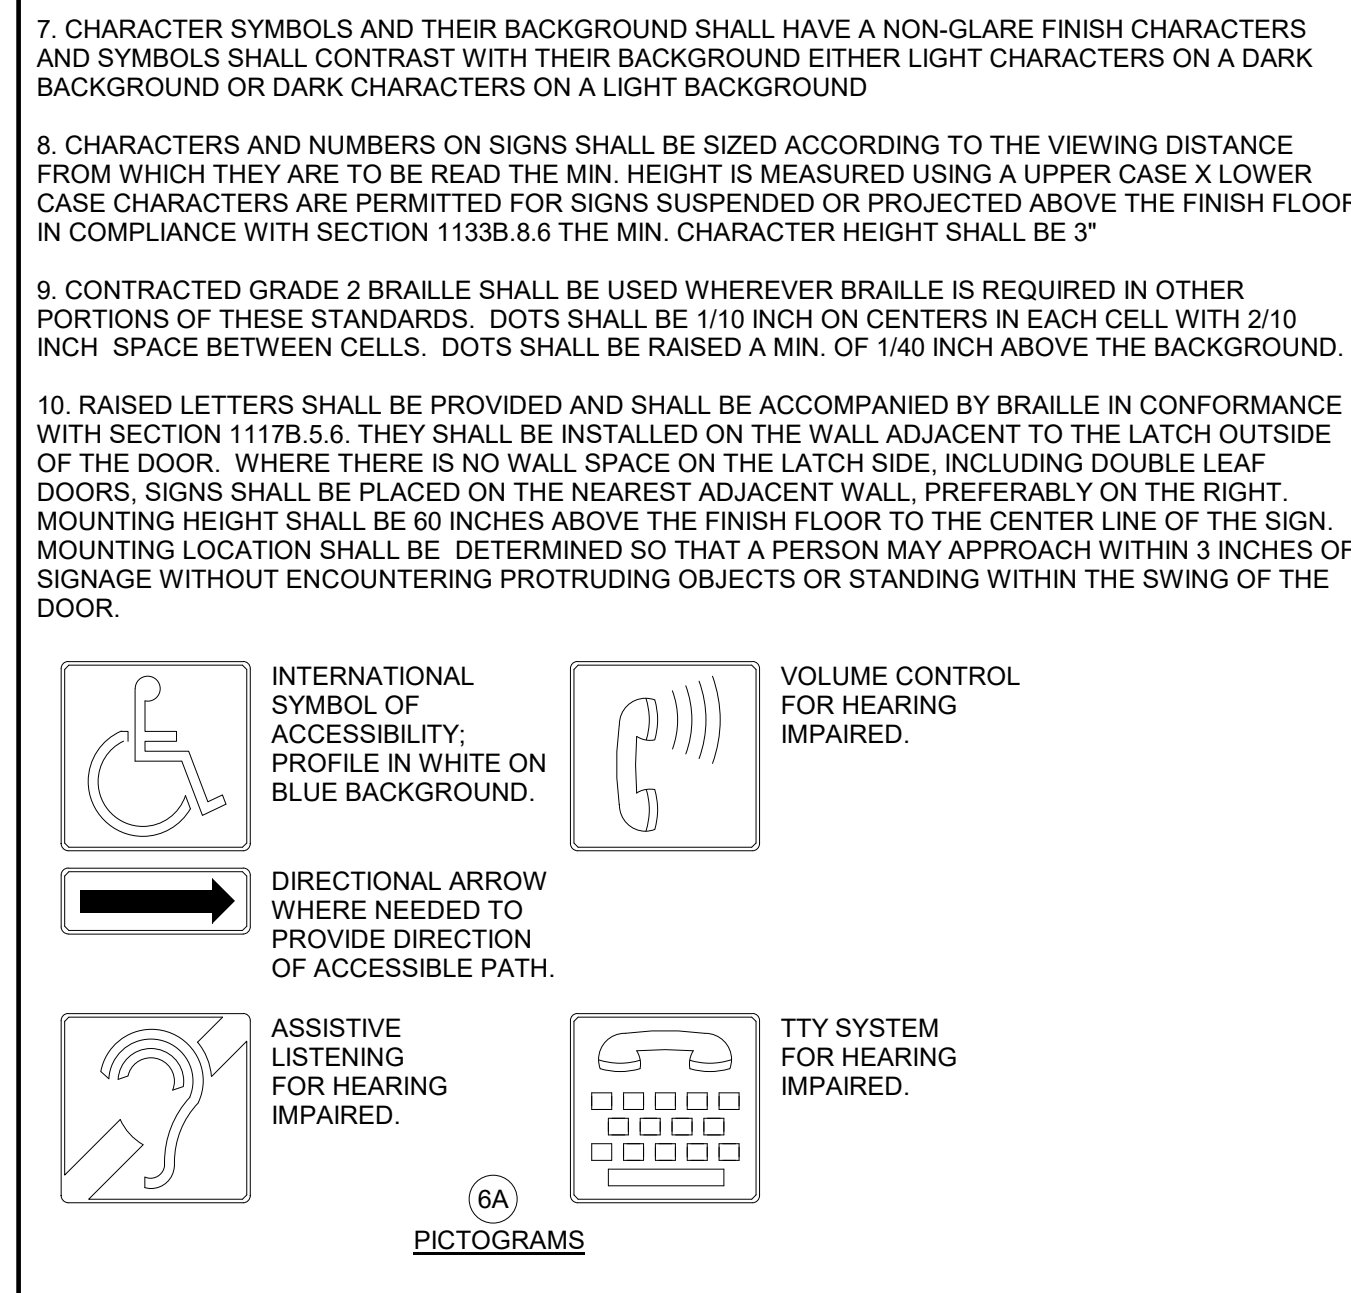 7. CHARACTER SYMBOLS AND THEIR BACKGROUND SHALL HAVE A NON-GLARE FINISH CHARACTERS
AND SYMBOLS SHALL CONTRAST WITH THEIR BACKGROUND EITHER LIGHT CHARACTERS ON A DARK
BACKGROUND OR DARK CHARACTERS ON A LIGHT BACKGROUND
8. CHARACTERS AND NUMBERS ON SIGNS SHALL BE SIZED ACCORDING TO THE VIEWING DISTANCE
FROM WHICH THEY ARE TO BE READ THE MIN. HEIGHT IS MEASURED USING A UPPER CASE X LOWER
CASE CHARACTERS ARE PERMITTED FOR SIGNS SUSPENDED OR PROJECTED ABOVE THE FINISH FLOOR
IN COMPLIANCE WITH SECTION 1133B.8.6 THE MIN. CHARACTER HEIGHT SHALL BE 3"
9. CONTRACTED GRADE 2 BRAILLE SHALL BE USED WHEREVER BRAILLE IS REQUIRED IN OTHER
PORTIONS OF THESE STANDARDS.  DOTS SHALL BE 1/10 INCH ON CENTERS IN EACH CELL WITH 2/10
INCH  SPACE BETWEEN CELLS.  DOTS SHALL BE RAISED A MIN. OF 1/40 INCH ABOVE THE BACKGROUND.
10. RAISED LETTERS SHALL BE PROVIDED AND SHALL BE ACCOMPANIED BY BRAILLE IN CONFORMANCE
WITH SECTION 1117B.5.6. THEY SHALL BE INSTALLED ON THE WALL ADJACENT TO THE LATCH OUTSIDE
OF THE DOOR.  WHERE THERE IS NO WALL SPACE ON THE LATCH SIDE, INCLUDING DOUBLE LEAF
DOORS, SIGNS SHALL BE PLACED ON THE NEAREST ADJACENT WALL, PREFERABLY ON THE RIGHT.
MOUNTING HEIGHT SHALL BE 60 INCHES ABOVE THE FINISH FLOOR TO THE CENTER LINE OF THE SIGN.
MOUNTING LOCATION SHALL BE  DETERMINED SO THAT A PERSON MAY APPROACH WITHIN 3 INCHES OF
SIGNAGE WITHOUT ENCOUNTERING PROTRUDING OBJECTS OR STANDING WITHIN THE SWING OF THE
DOOR.
INTERNATIONAL
SYMBOL OF
ACCESSIBILITY;
PROFILE IN WHITE ON
BLUE BACKGROUND.
VOLUME CONTROL
FOR HEARING
IMPAIRED.
DIRECTIONAL ARROW
WHERE NEEDED TO
PROVIDE DIRECTION
OF ACCESSIBLE PATH.
ASSISTIVE
LISTENING
FOR HEARING
IMPAIRED.
TTY SYSTEM
FOR HEARING
IMPAIRED.
6A
PICTOGRAMS